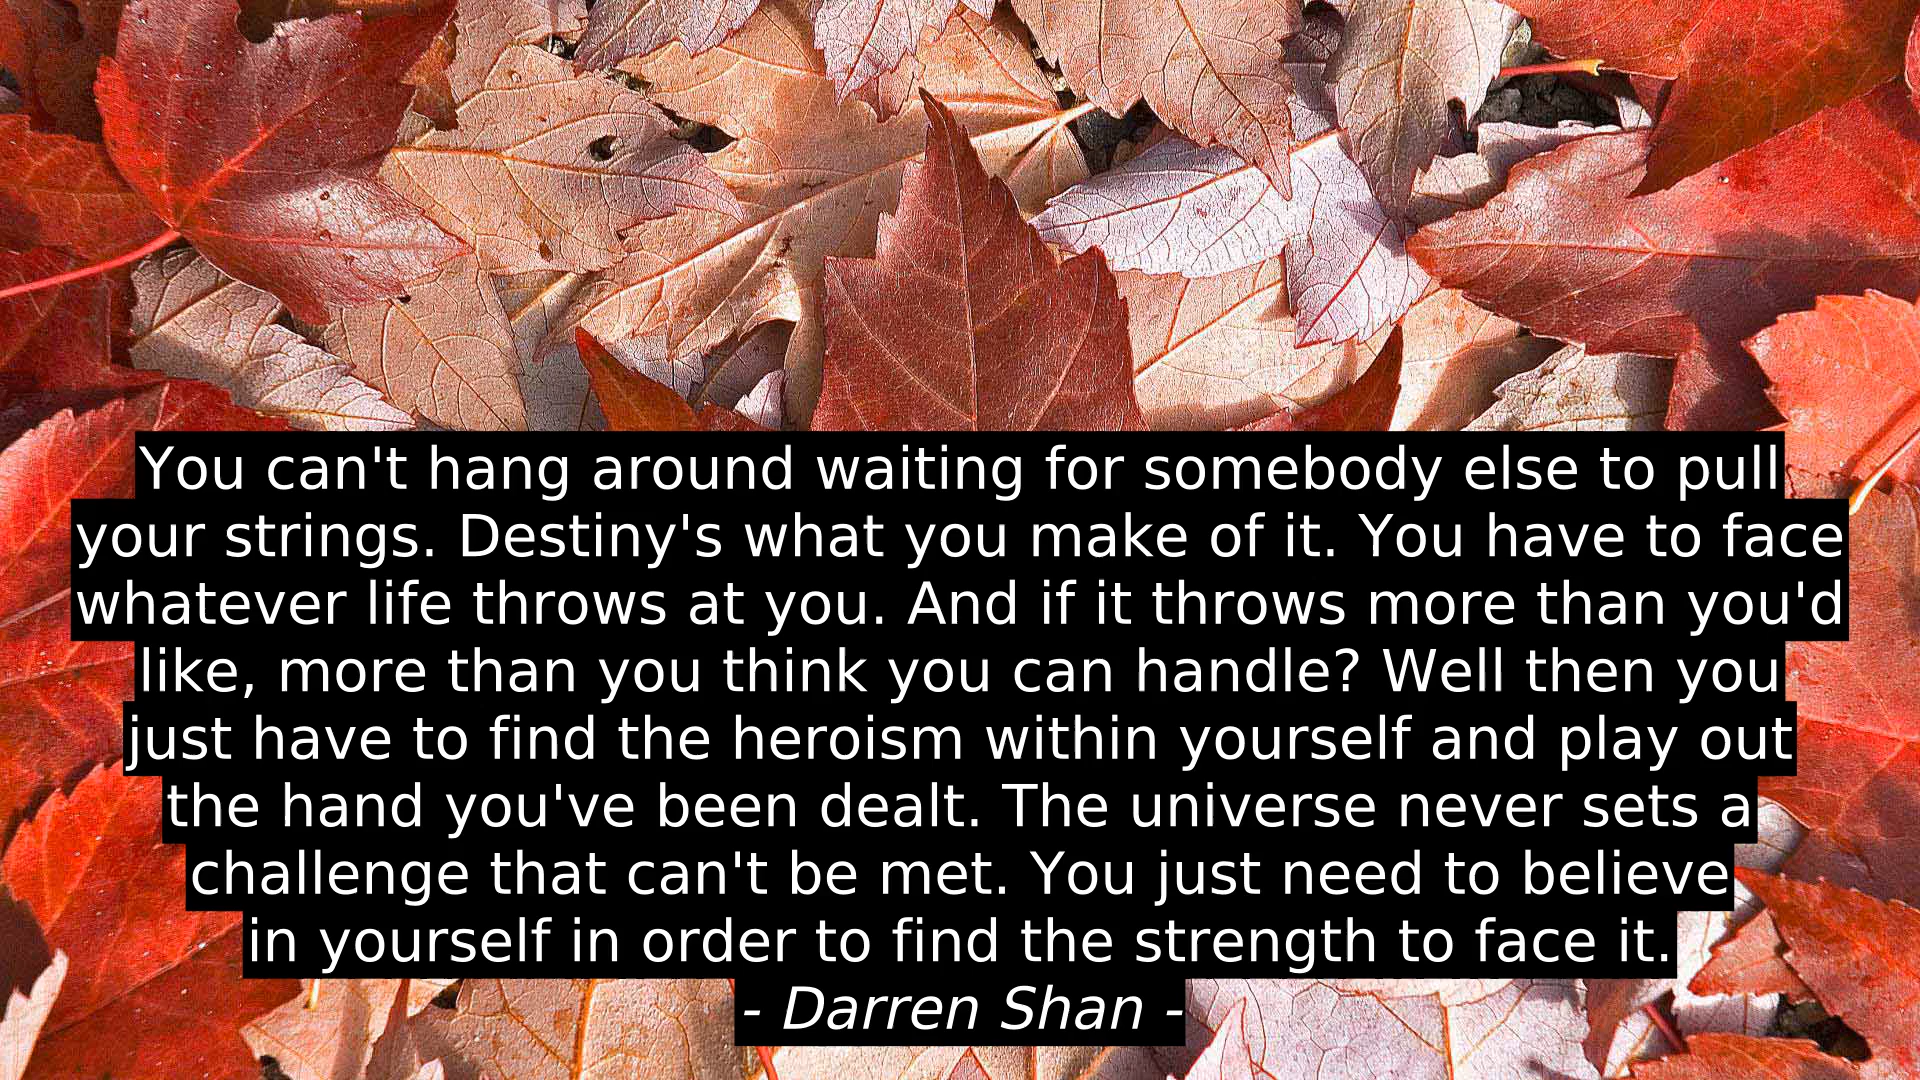 You can't hang around waiting for somebody else to pull
your strings. Destiny's what you make of it. You have to face
whatever life throws at you. And if it throws more than you'd
like, more than you think you can handle? Well then you
just have to find the heroism within yourself and play out
the hand you've been dealt. The universe never sets a
challenge that can't be met. You just need to believe
in yourself in order to find the strength to face it.
- Darren Shan -